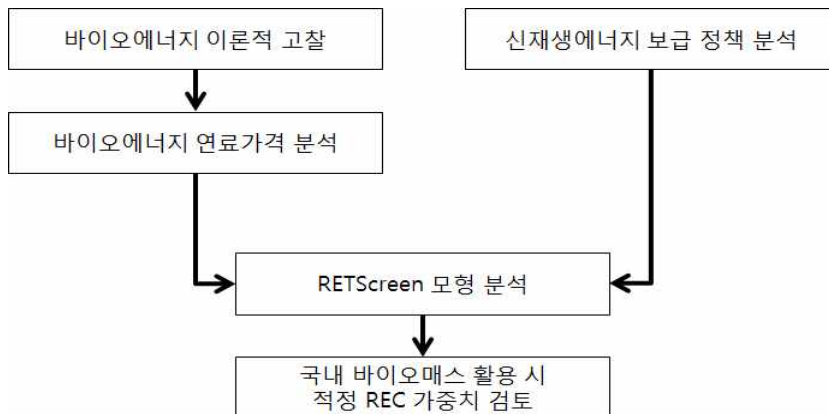 바이오에너지 이론적 고찰
신재생에너지 보급 정책 분석
바이오에너지 연료가격 분석
RETScreen 모형 분석
국내 바이오매스 활용 시
적정 REC 가중치 검토